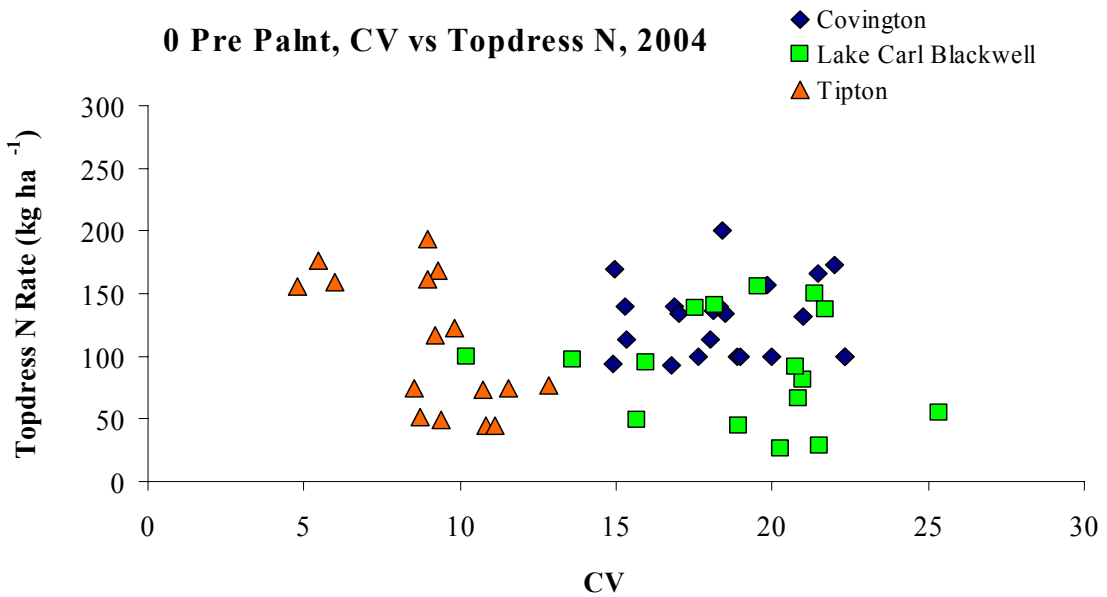 0 Pre Palnt, CV vs Topdress N, 2004
Covington
Lake Carl Blackwell
Tipton
Topdress N Rate (kg ha -1)
300
250
200
150
100
50
0
0 5 10 15 20 25 30
CV